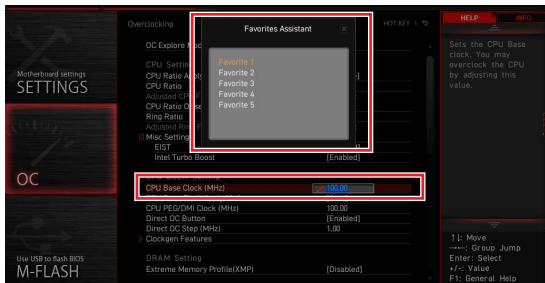 Overclocking
HOT KEY
HELP
INFO
Favorites Assistant
Favorite 1
Favorite 2
Favorite 3
Favorite 4
Favorite 5
Motherboard settings
SETTINGS
OC
Use USB to flash BIOS
M-FLASH
OC Explore
CPU
CPU Ratio
CPU Ratio
Adjusted CPU
CPU Ratio
Ring Ratio
Adjusted Ring
Misc Setting
EIST
Intel Turbo Boost [Enabled]
CPU Base Clock (MHz) 100.00
CPU PEG/DMI Clock (MHz) 100.00
Direct OC Button [Enabled]
Direct OC Step (MHz) 1.00
Clockgen Features
DRAM Setting
Extreme Memory Profile(XMP) [Disabled]
Sets the CPU Base
clock. You may
overclock the CPU
by adjusting this
value.
: Move
: Group Jump
Enter: Select
+/-: Value
F1: General Help